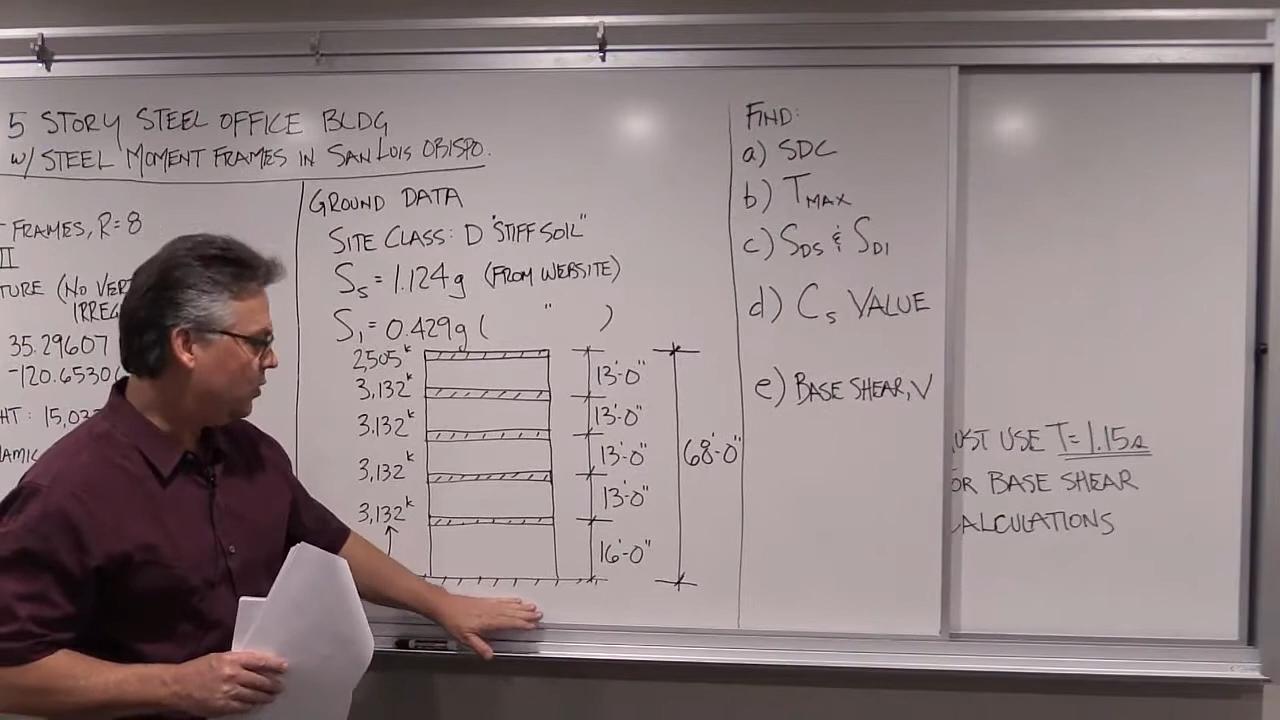 5 STORY STEEL OFFICE BLDG
W/ STEEL MOMENT FRAMES IN SAN LUIS OBISPO.
FRAMES, R=8
II
TURE (NO VERT
IRREG
35.29607
-120.6530
HT: 15,03
AMIC
GROUND DATA
SITE CLASS: D "STIFF SOIL"
Ss = 1.124g (FROM WEBSITE)
S1 = 0.429g ( " )
2,505k
3,132k
3,132k
3,132k
3,132k
13'-0"
13'-0"
13'-0"
13'-0"
16'-0"
68'-0"
FIND:
a) SDC
b) TMAX
c) SDS & SD1
d) Cs VALUE
e) BASE SHEAR, V
UST USE T=1.15s
OR BASE SHEAR
CALCULATIONS